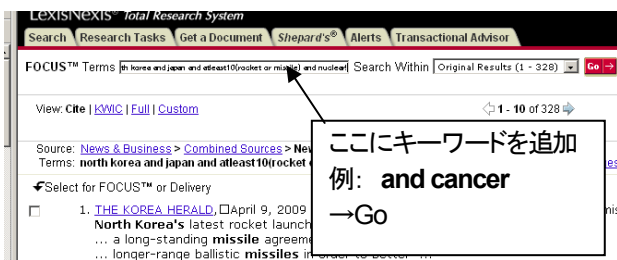 LexisNexis® Total Research System
Search Research Tasks Get a Document Shepard's® Alerts Transactional Advisor
FOCUS™ Terms th korea and japan and atleast10(rocket or missile) and nuclear Search Within Original Results (1 - 328) Go →
View: Cite | KWIC | Full | Custom 1 - 10 of 328
Source: News & Business > Combined Sources >
Terms: north korea and japan and atleast10(rocket
Select for FOCUS™ or Delivery
1. THE KOREA HERALD, April 9, 2009
North Korea's latest rocket launch
... a long-standing missile agreeme
... longer-range ballistic missiles in order to better
ここにキーワードを追加
例: and cancer
→Go